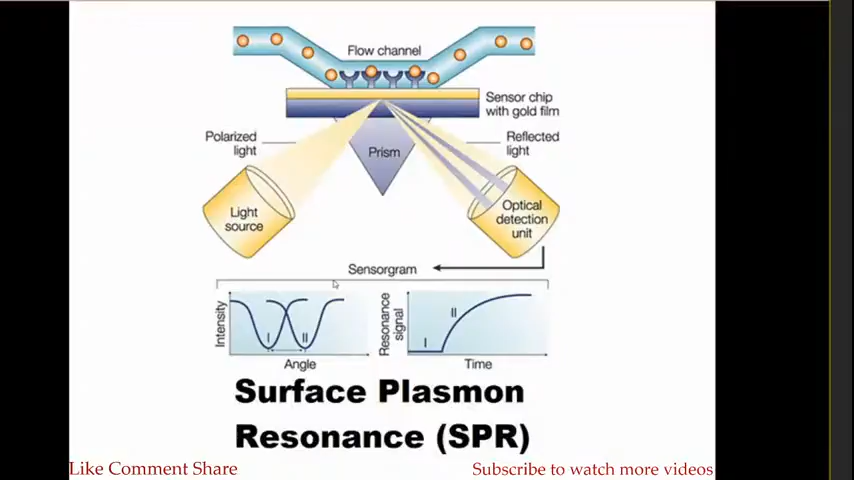 Flow channel
Sensor chip
with gold film
Polarized
light
Reflected
light
Prism
Light
source
Optical
detection
unit
Sensorgram
Intensity
I
II
Angle
Resonance
signal
I
II
Time
Surface Plasmon
Resonance (SPR)
Like Comment Share
Subscribe to watch more videos